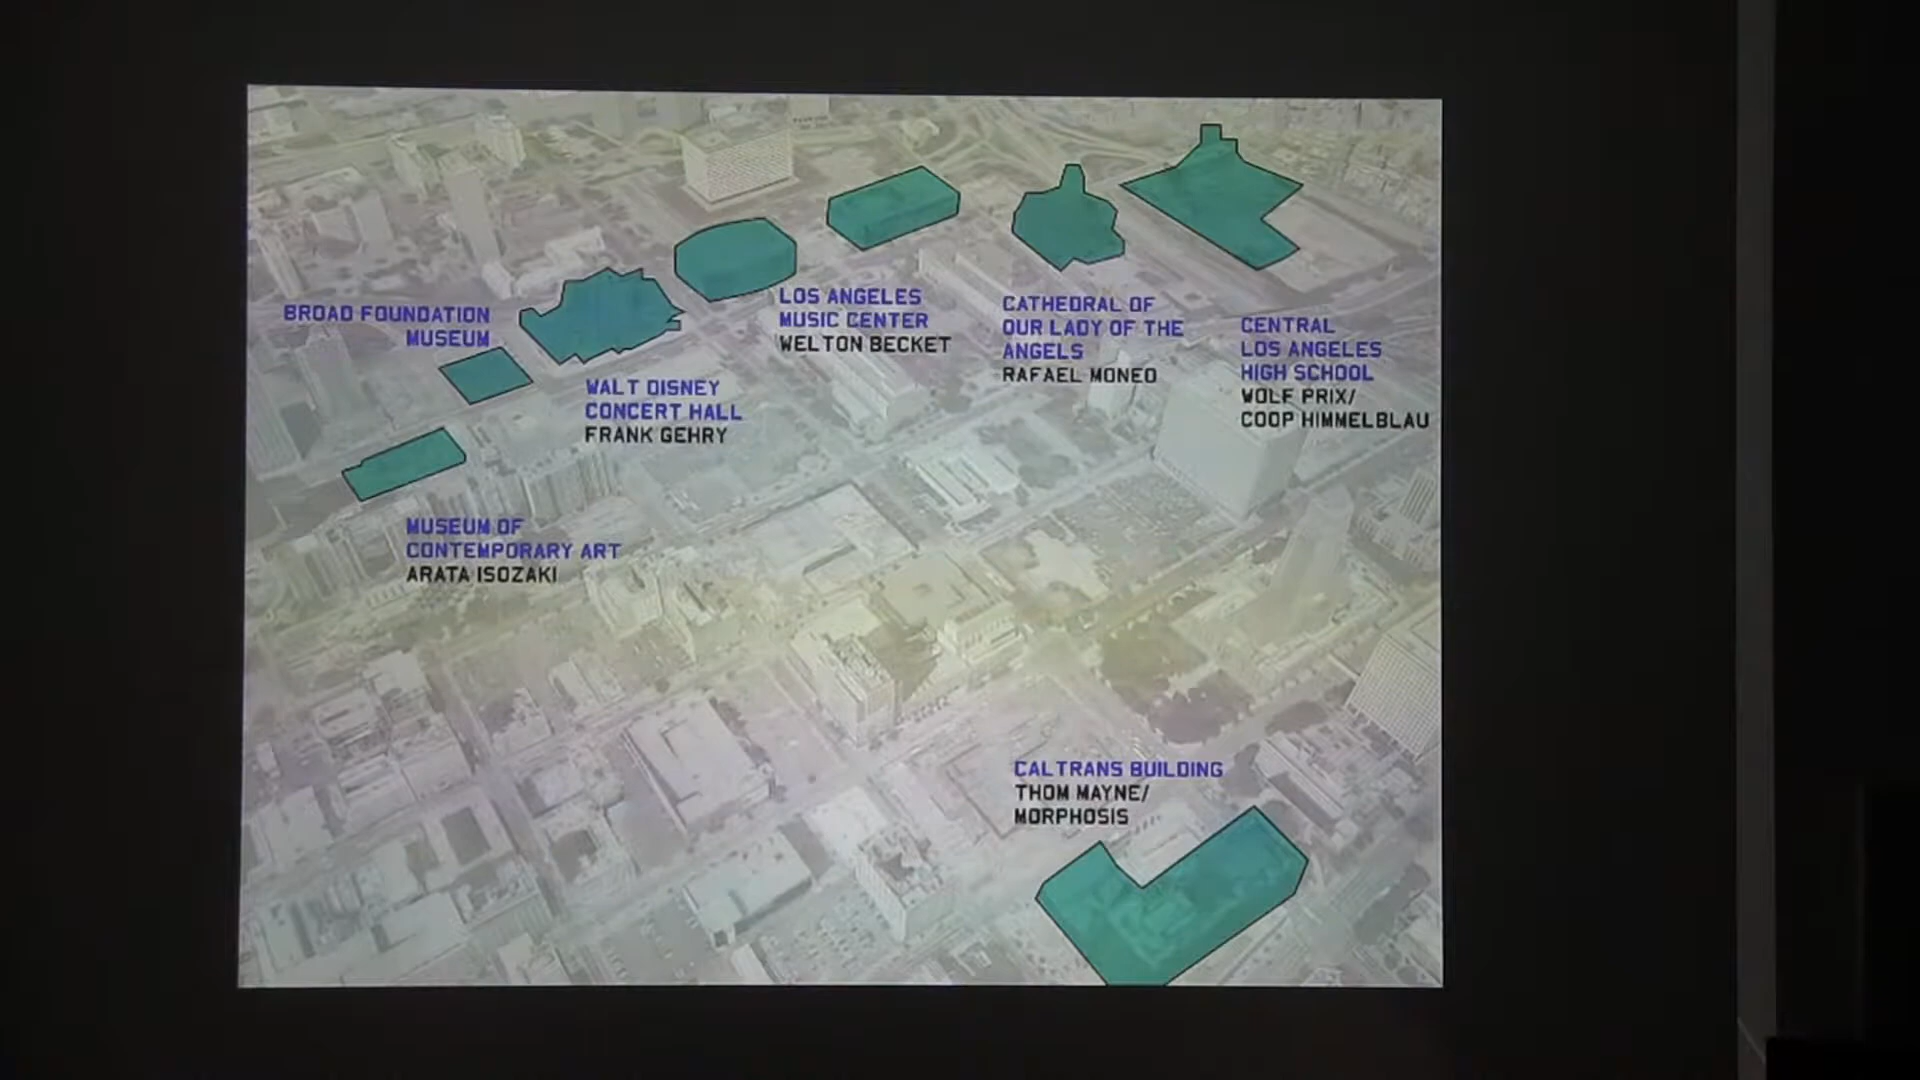 BROAD FOUNDATION
MUSEUM
WALT DISNEY
CONCERT HALL
FRANK GEHRY
LOS ANGELES
MUSIC CENTER
WELTON BECKET
CATHEDRAL OF
OUR LADY OF THE
ANGELS
RAFAEL MONEO
CENTRAL
LOS ANGELES
HIGH SCHOOL
WOLF PRIX/
COOP HIMMELBLAU
MUSEUM OF
CONTEMPORARY ART
ARATA ISOZAKI
CALTRANS BUILDING
THOM MAYNE/
MORPHOSIS